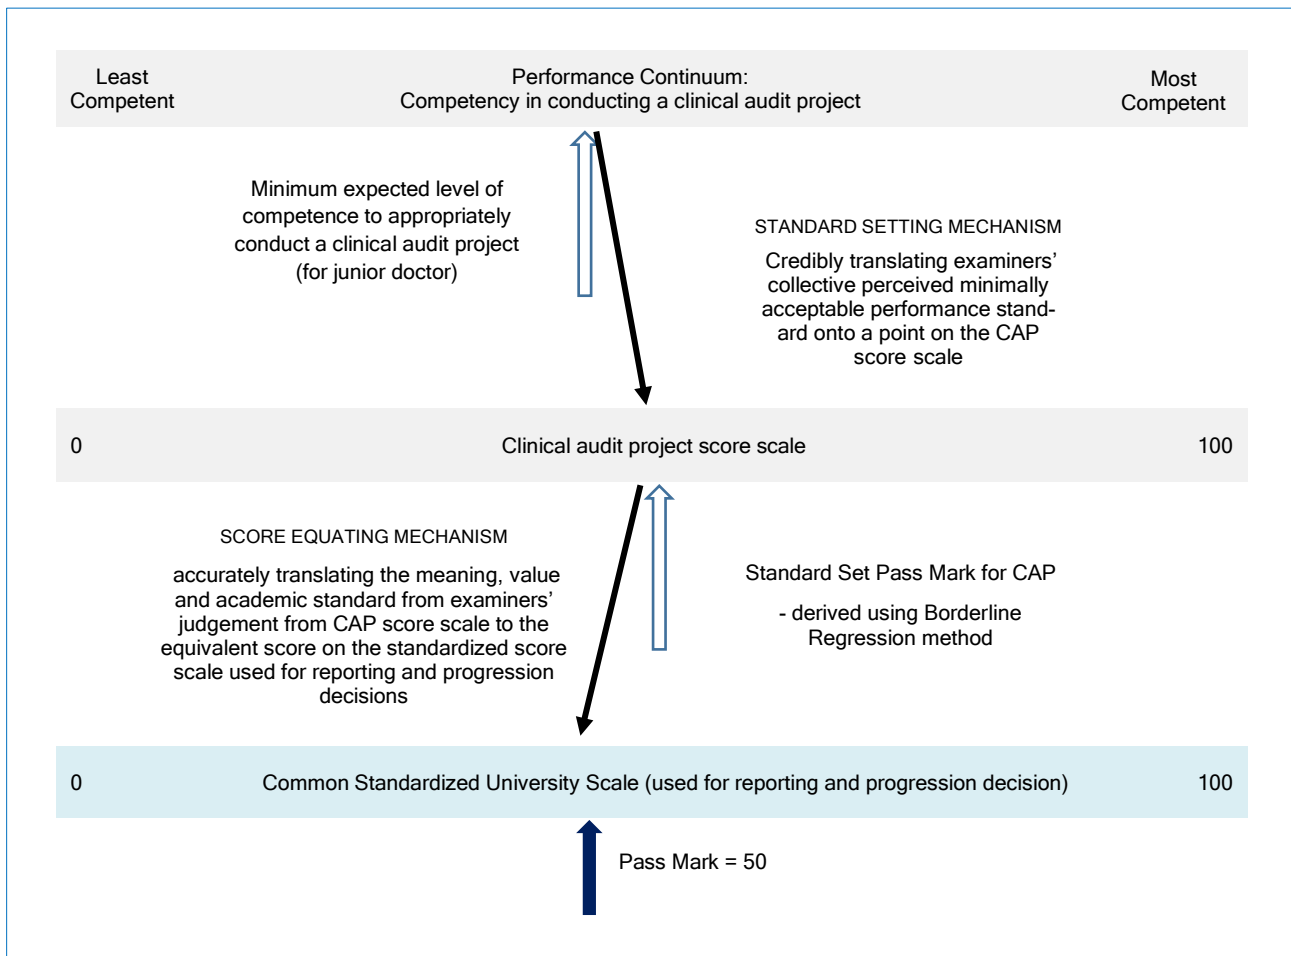 Least
Competent
Performance Continuum:
Competency in conducting a clinical audit project
Most
Competent
Minimum expected level of
competence to appropriately
conduct a clinical audit project
(for junior doctor)
STANDARD SETTING MECHANISM
Credibly translating examiners’
collective perceived minimally
acceptable performance stand-
ard onto a point on the CAP
score scale
0
Clinical audit project score scale
100
SCORE EQUATING MECHANISM
accurately translating the meaning, value
and academic standard from examiners’
judgement from CAP score scale to the
equivalent score on the standardized score
scale used for reporting and progression
decisions
Standard Set Pass Mark for CAP
- derived using Borderline
Regression method
0
Common Standardized University Scale (used for reporting and progression decision)
100
Pass Mark = 50